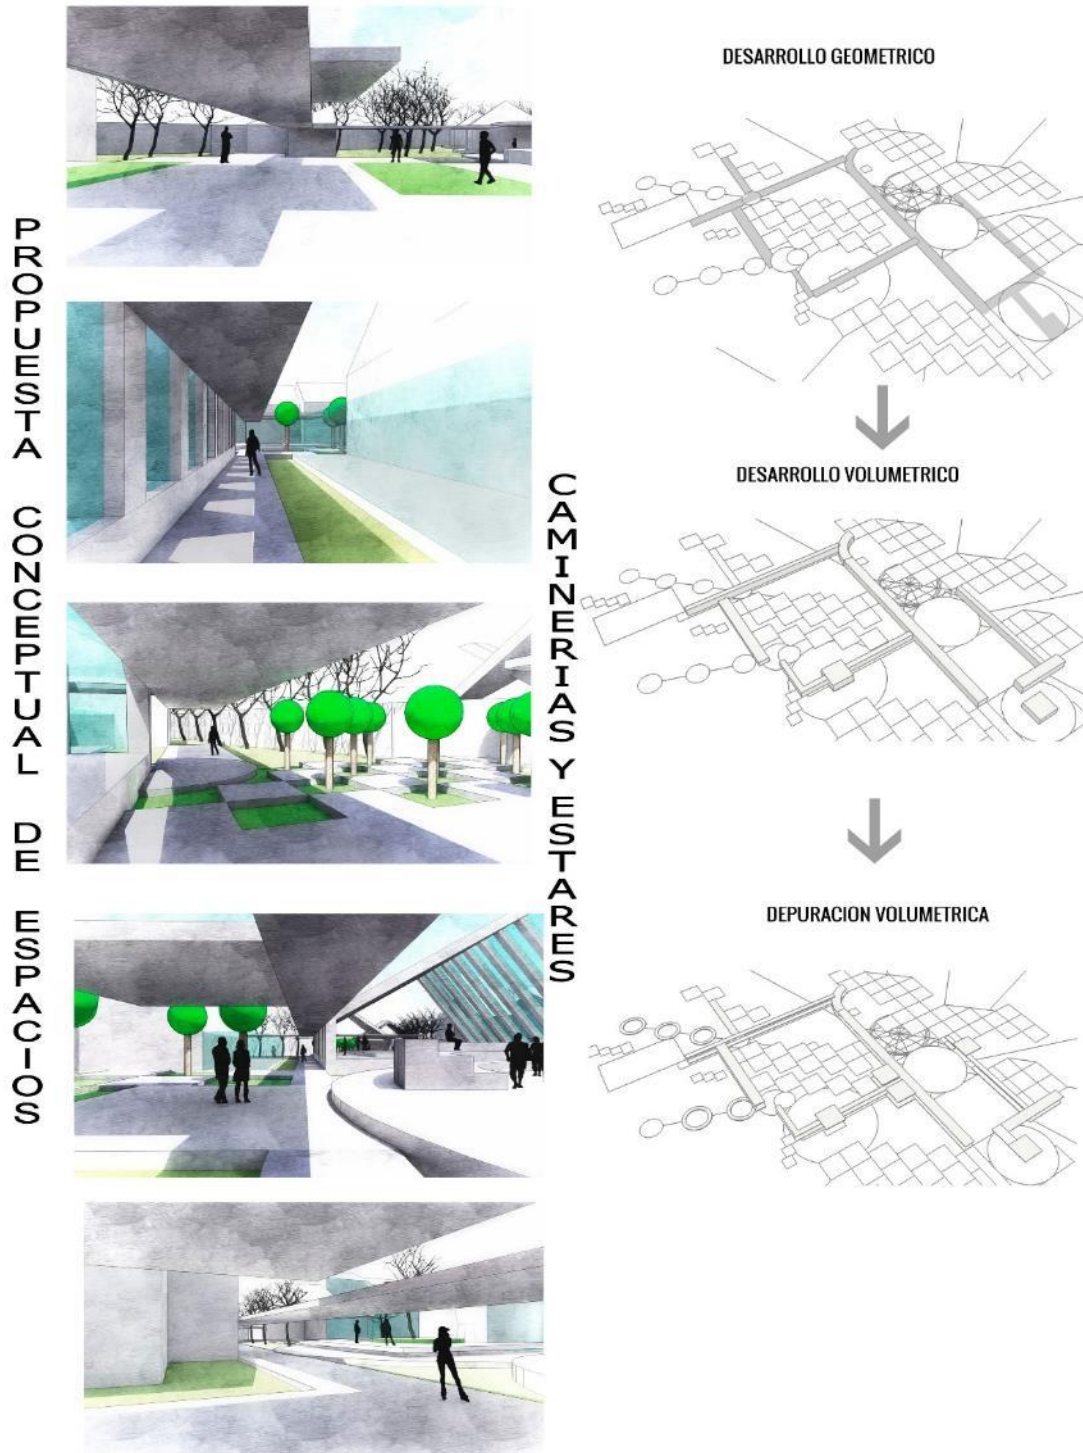 PROPUESTA CONCEPTUAL DE ESPACIOS
CAMINERIAS Y ESTARES
DESARROLLO GEOMETRICO
DESARROLLO VOLUMETRICO
DEPURACION VOLUMETRICA